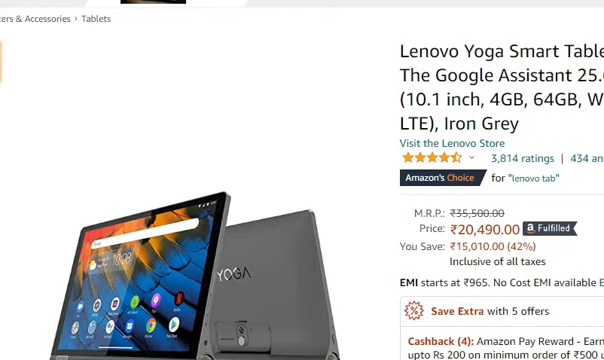 ers & Accessories › Tablets
Lenovo Yoga Smart Table
The Google Assistant 25.
(10.1 inch, 4GB, 64GB, W
LTE), Iron Grey
Visit the Lenovo Store
3,814 ratings | 434 an
Amazon's Choice for "lenovo tab"
M.R.P.: ₹35,500.00
Price: ₹20,490.00 a Fulfilled
You Save: ₹15,010.00 (42%)
Inclusive of all taxes
EMI starts at ₹965. No Cost EMI available E
Save Extra with 5 offers
Cashback (4): Amazon Pay Reward - Earn
upto Rs 200 on minimum order of ₹500
YOGA